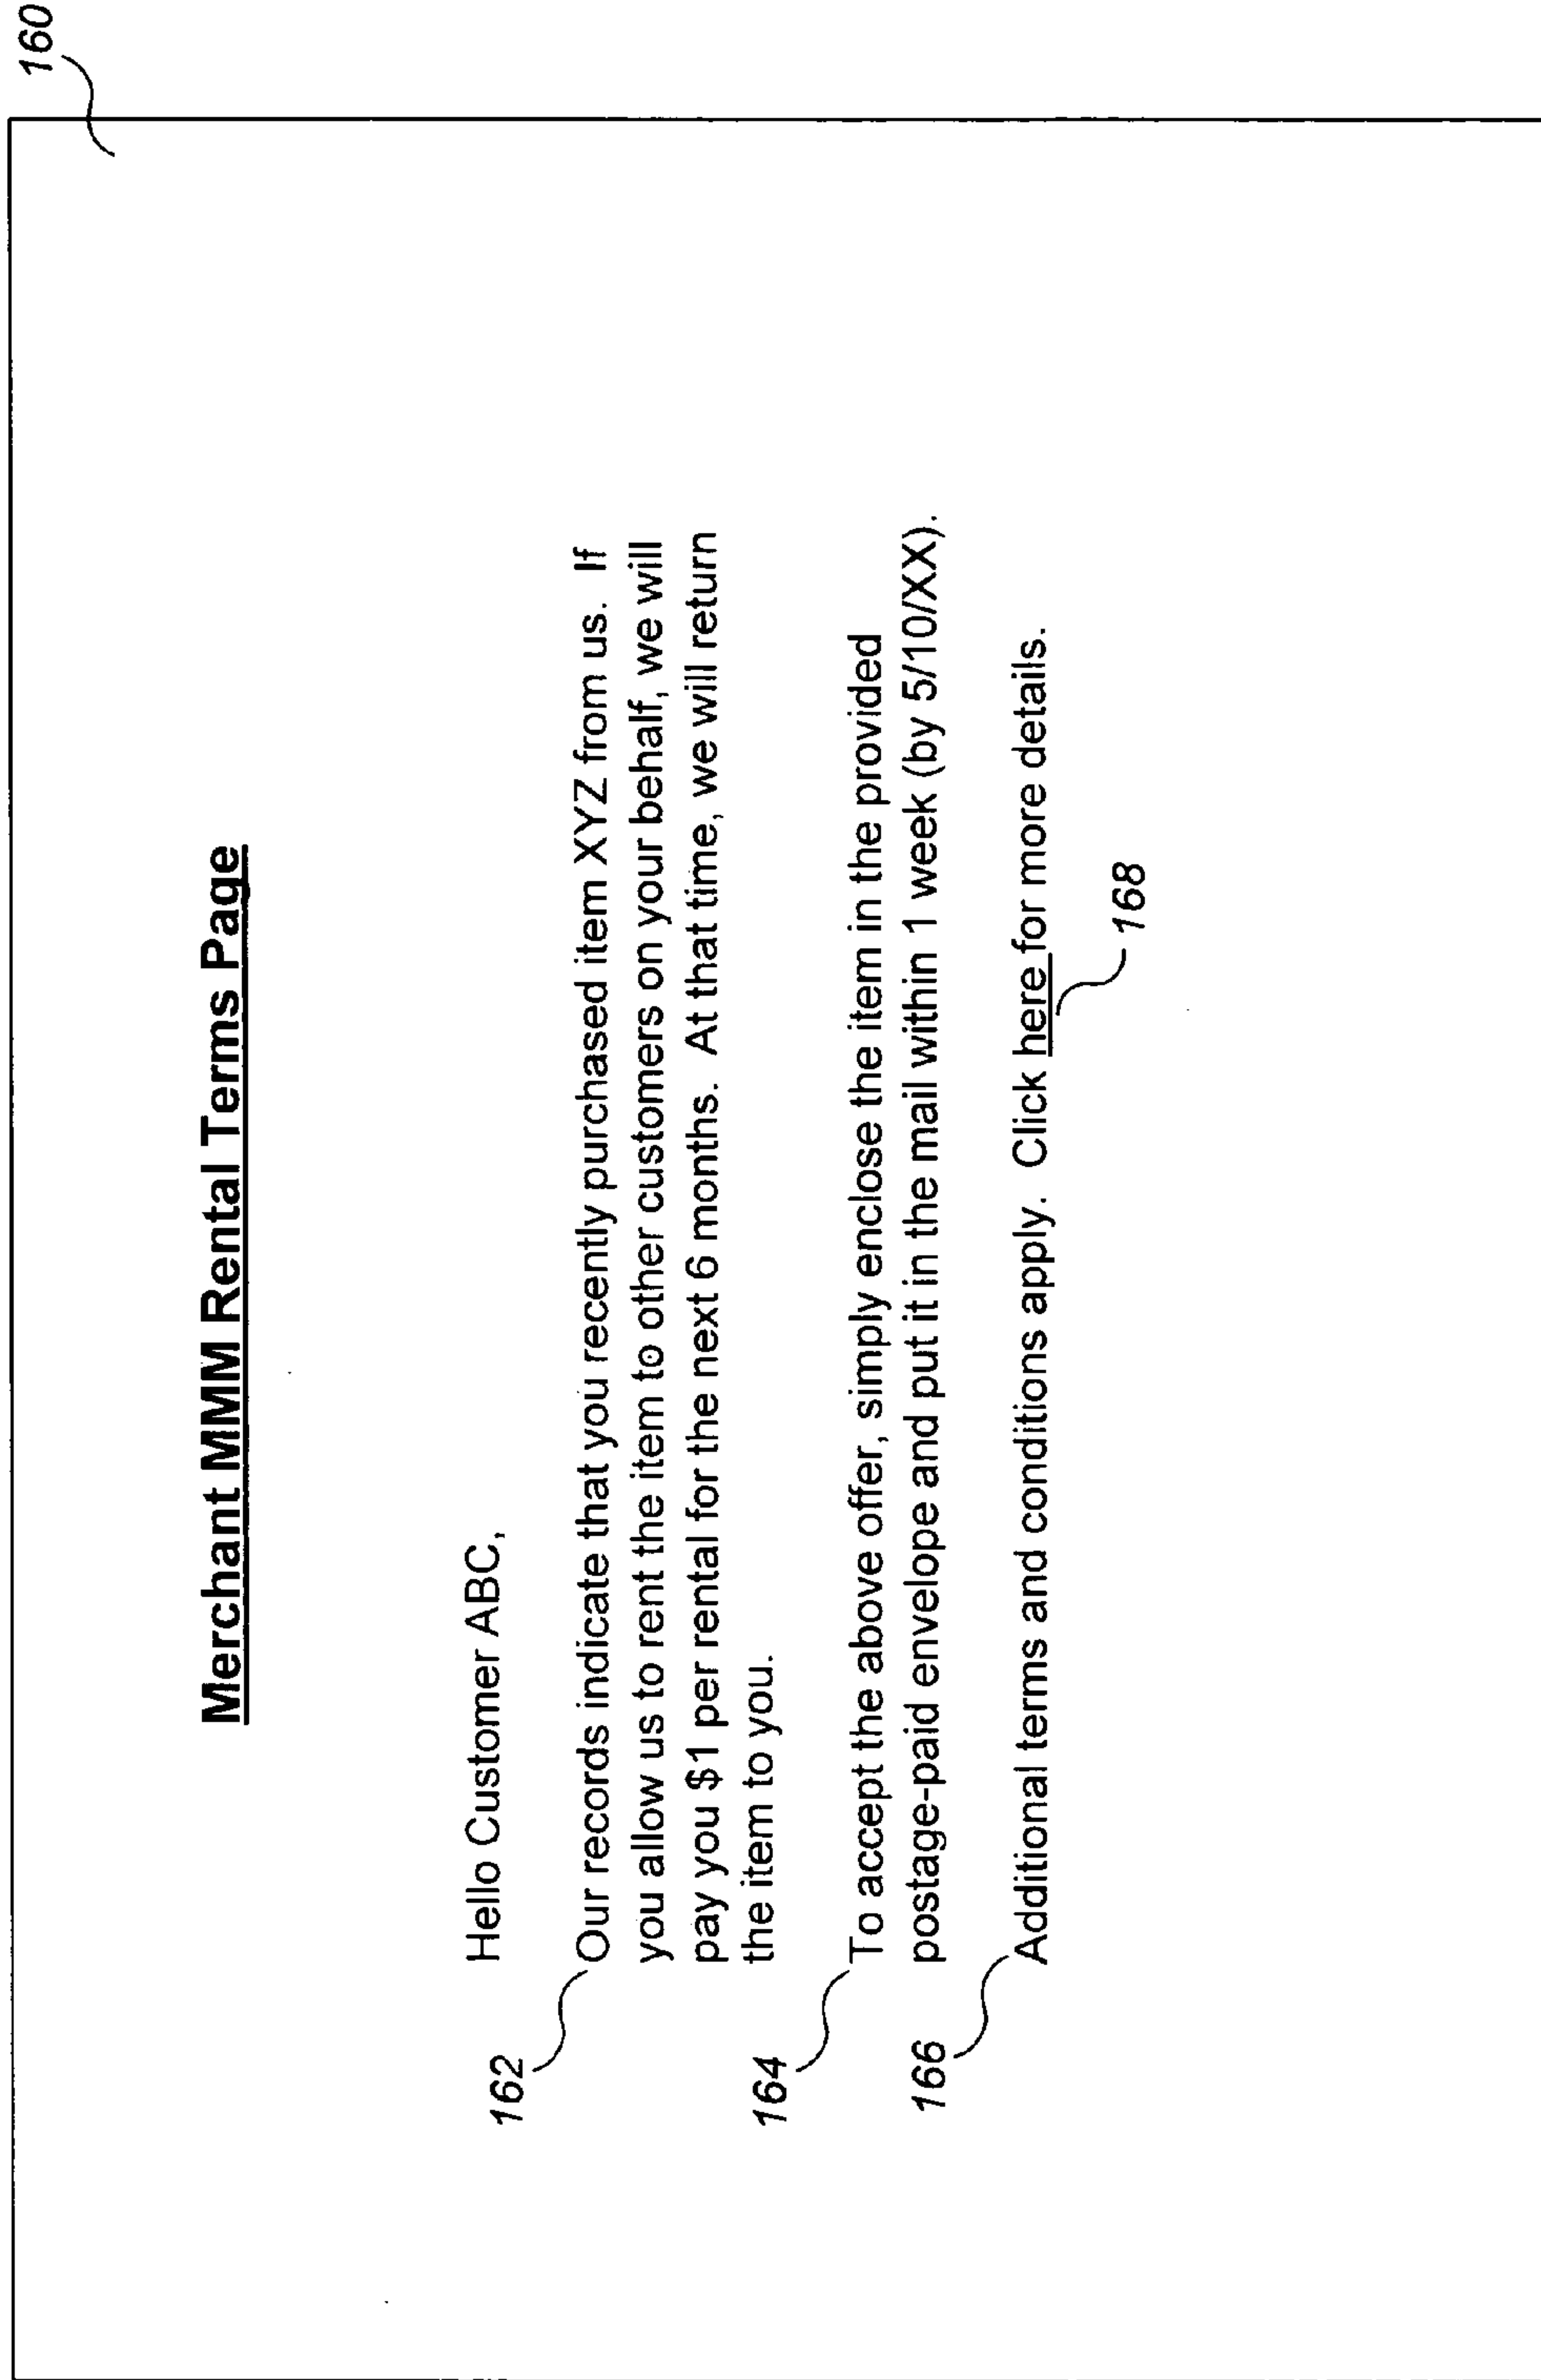 160
Merchant MMM Rental Terms Page
Hello Customer ABC,
162
Our records indicate that you recently purchased item XYZ from us. If
you allow us to rent the item to other customers on your behalf, we will
pay you $1 per rental for the next 6 months. At that time, we will return
the item to you.
164
To accept the above offer, simply enclose the item in the provided
postage-paid envelope and put it in the mail within 1 week (by 5/10/XX).
166
Additional terms and conditions apply. Click here for more details.
168